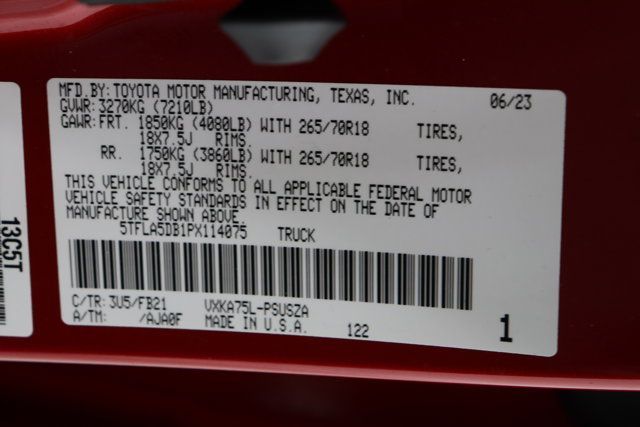 MFD.BY: TOYOTA MOTOR MANUFACTURING, TEXAS, INC. 06/23
GVWR: 3270KG (7210LB)
GAWR: FRT. 1850KG (4080LB) WITH 265/70R18 TIRES,
18X7.5J RIMS.
RR. 1750KG (3860LB) WITH 265/70R18 TIRES,
18X7.5J RIMS.
THIS VEHICLE CONFORMS TO ALL APPLICABLE FEDERAL MOTOR
VEHICLE SAFETY STANDARDS IN EFFECT ON THE DATE OF
MANUFACTURE SHOWN ABOVE.
5TFLA5DB1PX114075 TRUCK
C/TR: 3U5/FB21 VXKA75L-PSUSZA
A/TM: /AJA0F MADE IN U.S.A. 122 1
13C5T